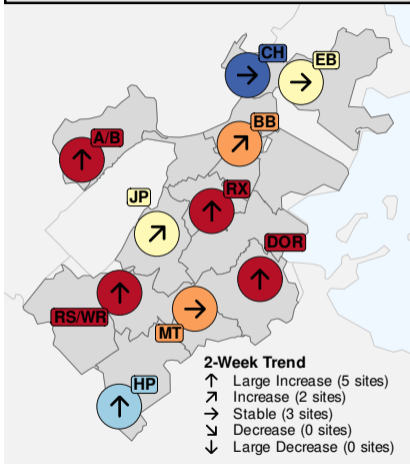 CH
EB
BB
A/B
RX
JP
DOR
RS/WR
MT
HP
2-Week Trend
↑ Large Increase (5 sites)
↗ Increase (2 sites)
→ Stable (3 sites)
↘ Decrease (0 sites)
↓ Large Decrease (0 sites)